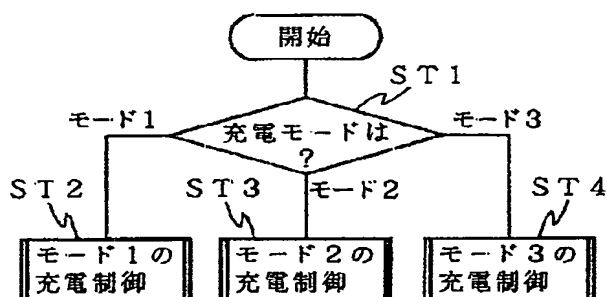 開始
ST1
モード1
充電モードは
?
モード3
モード2
ST2
ST3
ST4
モード1の
充電制御
モード2の
充電制御
モード3の
充電制御